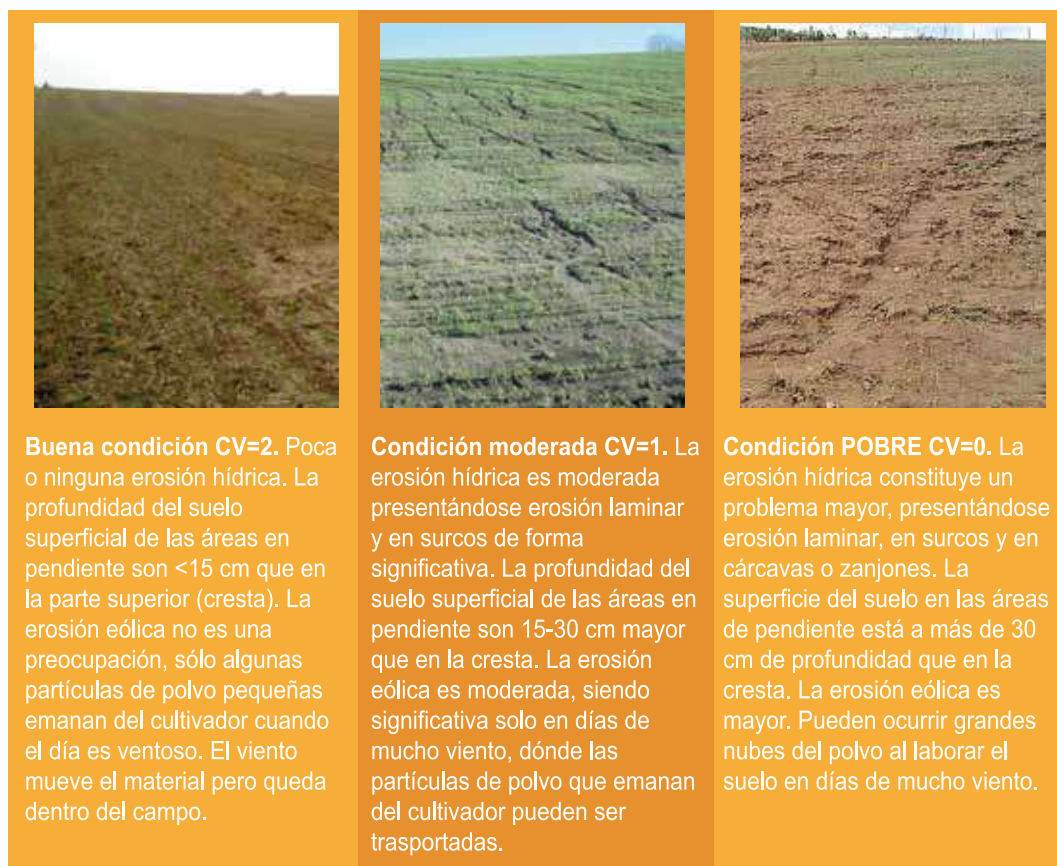 Buena condición CV=2. Poca
o ninguna erosión hídrica. La
profundidad del suelo
superficial de las áreas en
pendiente son <15 cm que en
la parte superior (cresta). La
erosión eólica no es una
preocupación, sólo algunas
partículas de polvo pequeñas
emanan del cultivador cuando
el día es ventoso. El viento
mueve el material pero queda
dentro del campo.
Condición moderada CV=1. La
erosión hídrica es moderada
presentándose erosión laminar
y en surcos de forma
significativa. La profundidad del
suelo superficial de las áreas en
pendiente son 15-30 cm mayor
que en la cresta. La erosión
eólica es moderada, siendo
significativa solo en días de
mucho viento, dónde las
partículas de polvo que emanan
del cultivador pueden ser
trasportadas.
Condición POBRE CV=0. La
erosión hídrica constituye un
problema mayor, presentándose
erosión laminar, en surcos y en
cárcavas o zanjones. La
superficie del suelo en las áreas
de pendiente está a más de 30
cm de profundidad que en la
cresta. La erosión eólica es
mayor. Pueden ocurrir grandes
nubes del polvo al laborar el
suelo en días de mucho viento.